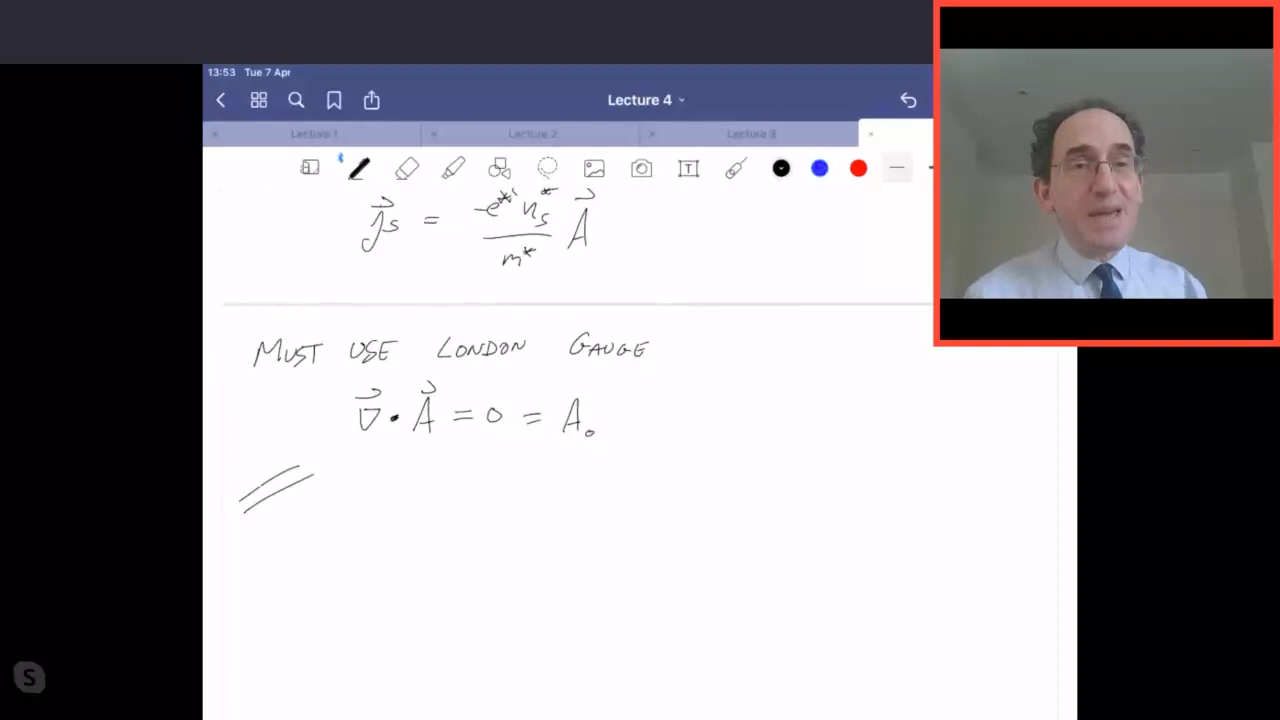 13:53 Tue 7 Apr
Lecture 4
Lecture 1 Lecture 2 Lecture 3
T
j⃗s = -e*² ns* / m* A⃗
MUST USE LONDON GAUGE
∇⃗ · A⃗ = 0 = A₀
S